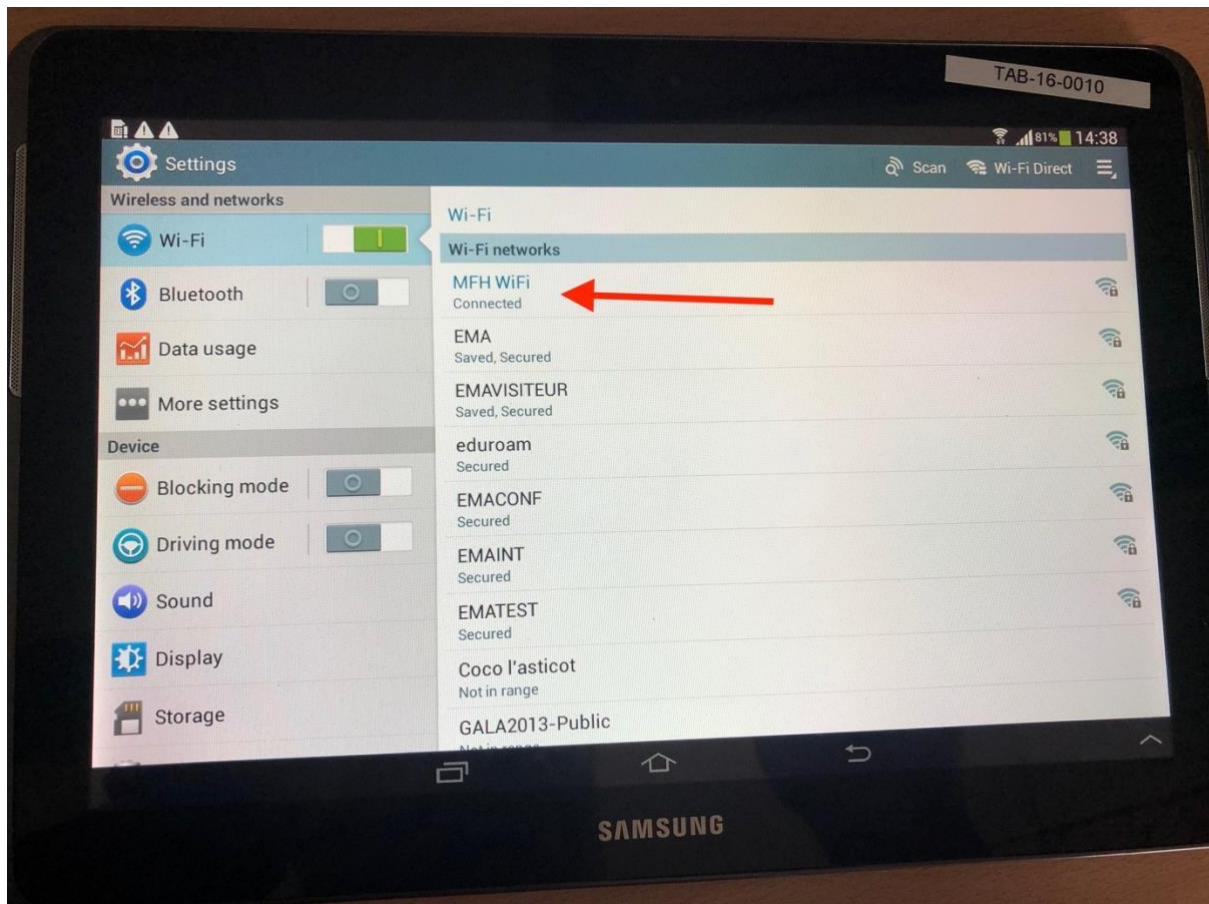 TAB-16-0010
81% 14:38
Settings
Scan
Wi-Fi Direct
Wireless and networks
Wi-Fi
Bluetooth
Data usage
More settings
Device
Blocking mode
Driving mode
Sound
Display
Storage
Wi-Fi
Wi-Fi networks
MFH WiFi
Connected
EMA
Saved, Secured
EMAVISITEUR
Saved, Secured
eduroam
Secured
EMACONF
Secured
EMAINT
Secured
EMATEST
Secured
Coco l'asticot
Not in range
GALA2013-Public
Not in range
SAMSUNG